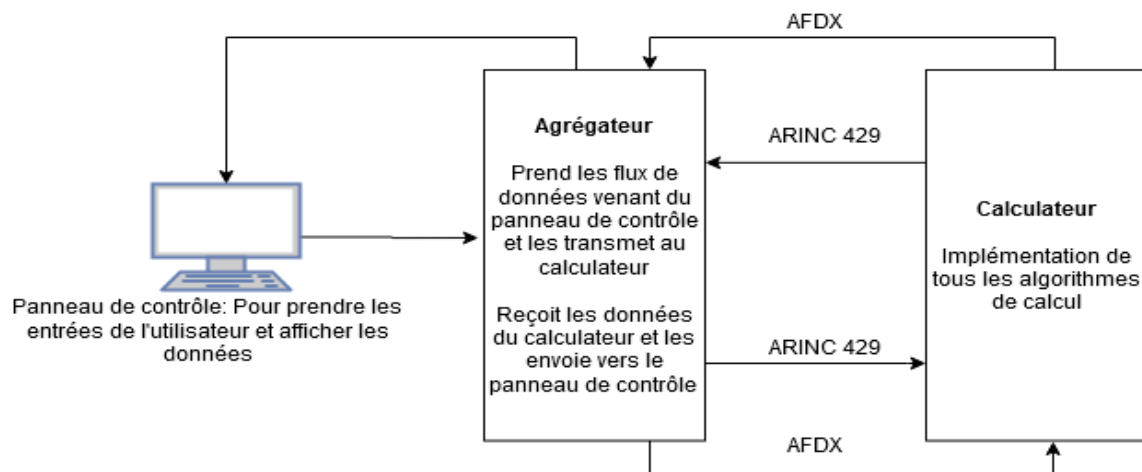 AFDX
Agrégateur
Prend les flux de
données venant du
panneau de contrôle
et les transmet au
calculateur
Reçoit les données
du calculateur et les
envoie vers le
panneau de contrôle
ARINC 429
Calculateur
Implémentation de
tous les algorithmes
de calcul
Panneau de contrôle: Pour prendre les
entrées de l'utilisateur et afficher les
données
ARINC 429
AFDX